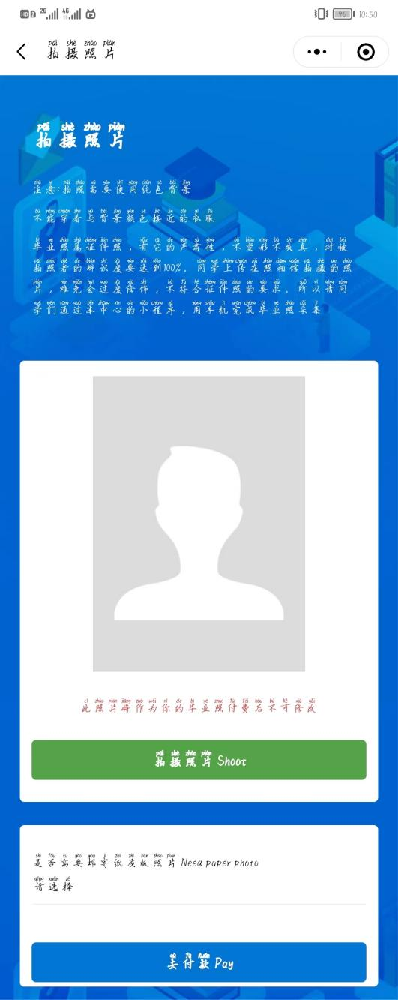 HD 2 2G 4G 96 10:50
拍摄照片
拍摄照片
注意:拍照需要使用纯色背景
不能穿着与背景颜色接近的衣服
毕业照属证件照，有它的严肃性，不变形不失真，对被
拍照者的辩识度要达到100%。同学上传在照相馆拍摄的照
片，难免会过度修饰，不符合证件照的要求。所以请同
学们通过本中心的小程序，用手机完成毕业照采集
此照片将作为你的毕业照付费后不可修改
拍摄照片 Shoot
是否需要邮寄纸质版照片 Need paper photo
请选择
去付款 Pay